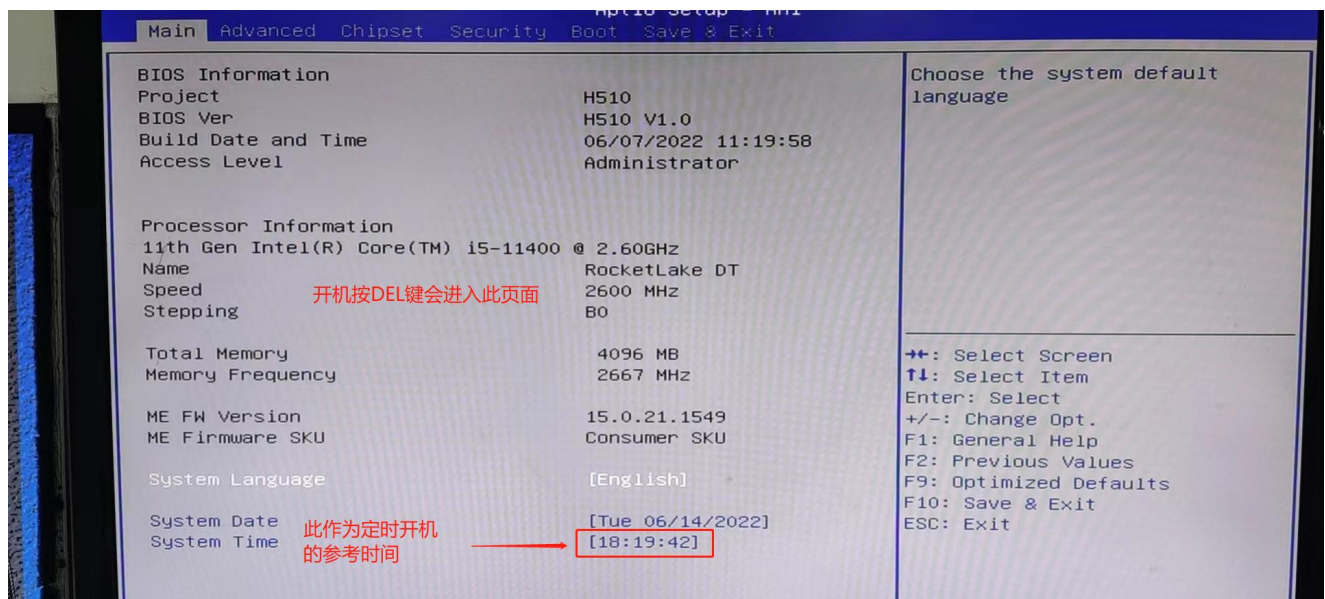 Aptio Setup - AMI
Main Advanced Chipset Security Boot Save & Exit
BIOS Information
Project H510
BIOS Ver H510 V1.0
Build Date and Time 06/07/2022 11:19:58
Access Level Administrator
Processor Information
11th Gen Intel(R) Core(TM) i5-11400 @ 2.60GHz
Name RocketLake DT
Speed 2600 MHz
开机按DEL键会进入此页面
Stepping B0
Total Memory 4096 MB
Memory Frequency 2667 MHz
ME FW Version 15.0.21.1549
ME Firmware SKU Consumer SKU
System Language [English]
System Date [Tue 06/14/2022]
System Time [18:19:42]
此作为定时开机
的参考时间
Choose the system default
language
→←: Select Screen
↑↓: Select Item
Enter: Select
+/-: Change Opt.
F1: General Help
F2: Previous Values
F9: Optimized Defaults
F10: Save & Exit
ESC: Exit